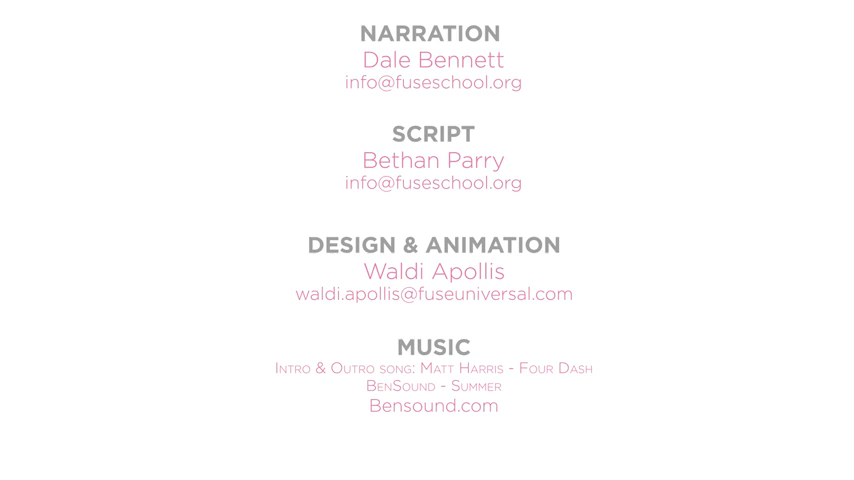 NARRATION
Dale Bennett
info@fuseschool.org
SCRIPT
Bethan Parry
info@fuseschool.org
DESIGN & ANIMATION
Waldi Apollis
waldi.apollis@fuseuniversal.com
MUSIC
Intro & Outro song: Matt Harris - Four Dash
BenSound - Summer
Bensound.com